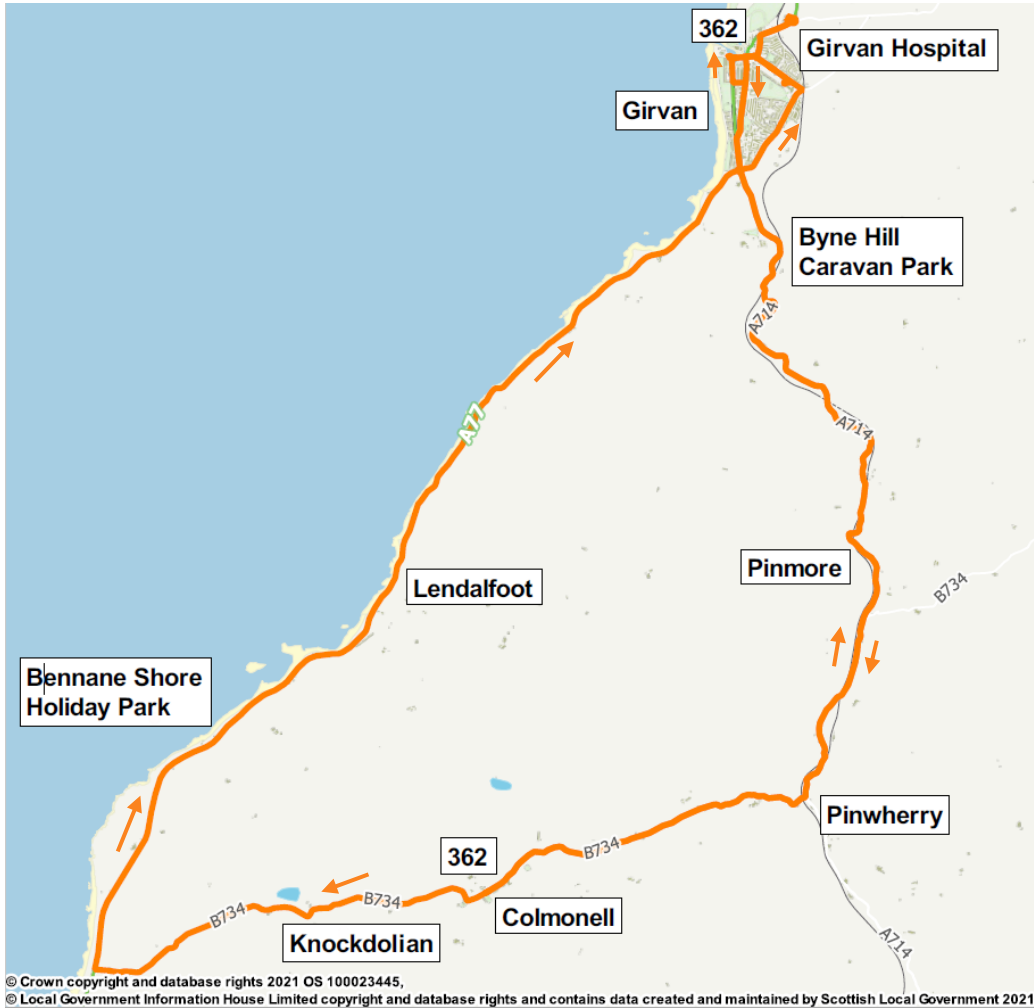 362
Girvan Hospital
Girvan
Byne Hill
Caravan Park
A714
A77
A714
Pinmore
Lendalfoot
B734
Bennane Shore
Holiday Park
Pinwherry
362
B734
B734
Colmonell
B734
Knockdolian
A714
© Crown copyright and database rights 2021 OS 100023445,
© Local Government Information House Limited copyright and database rights and contains data created and maintained by Scottish Local Government 2021